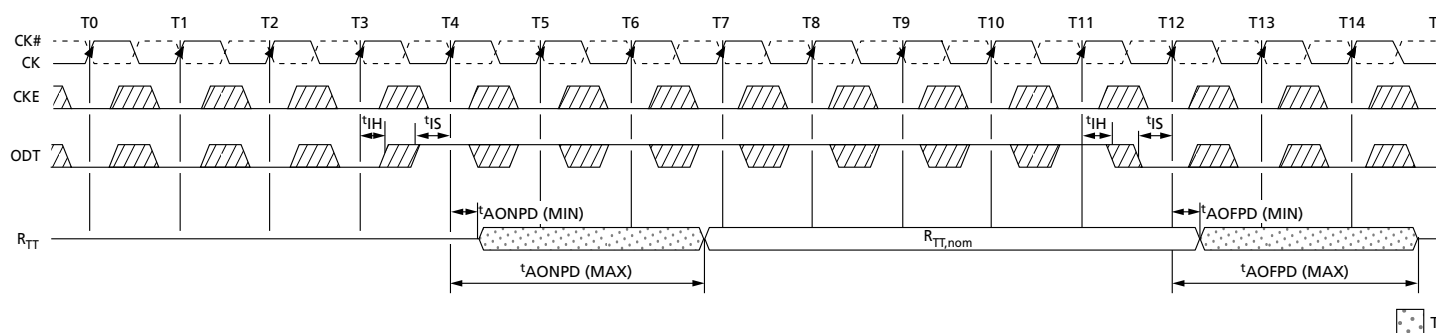 T0 T1 T2 T3 T4 T5 T6 T7 T8 T9 T10 T11 T12 T13 T14 T
CK#
CK
CKE
tIH tIS tIH tIS
ODT
tAONPD (MIN) tAOFPD (MIN)
RTT RTT,nom
tAONPD (MAX) tAOFPD (MAX)
T